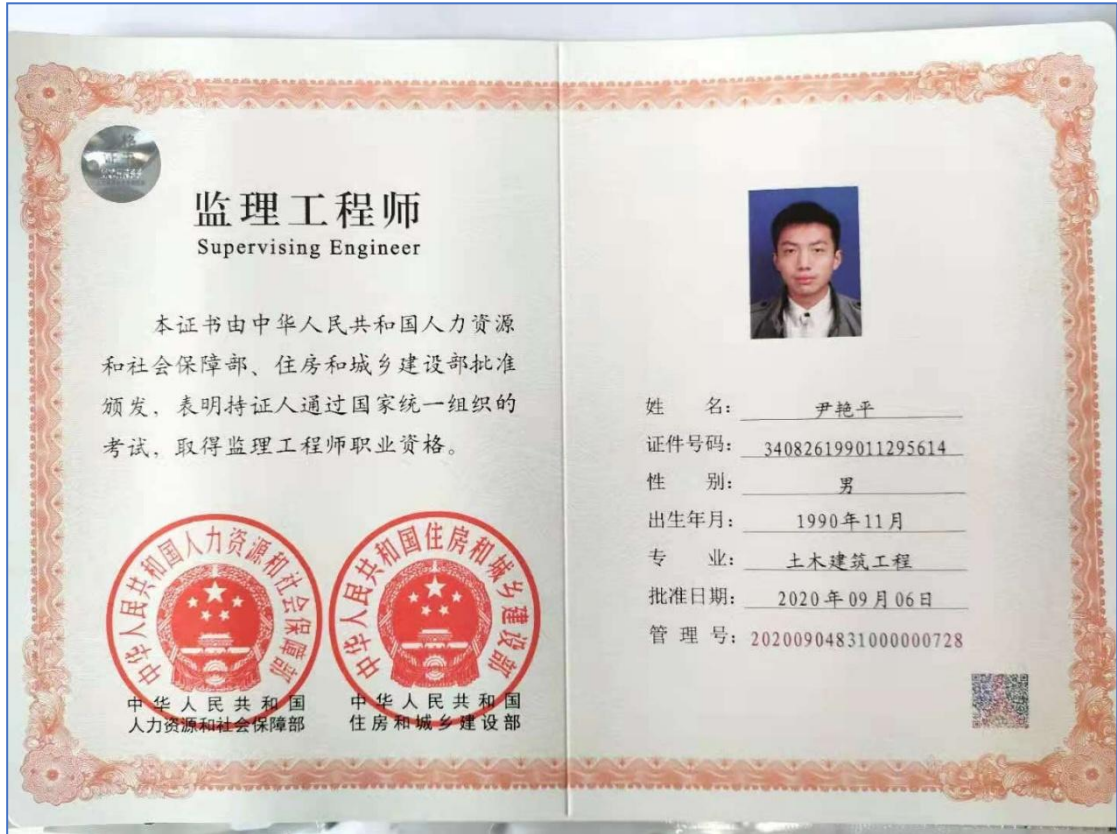 监理工程师
Supervising Engineer
本证书由中华人民共和国人力资源
和社会保障部、住房和城乡建设部批准
颁发，表明持证人通过国家统一组织的
考试，取得监理工程师职业资格。
中华人民共和国人力资源和社会保障部
中华人民共和国住房和城乡建设部
中华人民共和国
人力资源和社会保障部
中华人民共和国
住房和城乡建设部
姓 名： 尹艳平
证件号码： 340826199011295614
性 别： 男
出生年月： 1990年11月
专 业： 土木建筑工程
批准日期： 2020年09月06日
管 理 号： 20200904831000000728